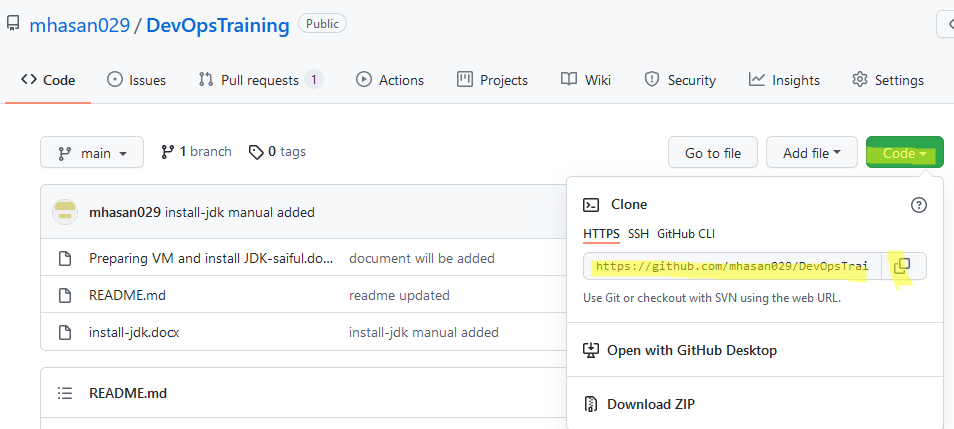 mhasan029 / DevOpsTraining Public
Code Issues Pull requests 1 Actions Projects Wiki Security Insights Settings
main 1 branch 0 tags Go to file Add file Code
mhasan029 install-jdk manual added
Preparing VM and install JDK-saiful.do... document will be added
README.md readme updated
install-jdk.docx install-jdk manual added
README.md
Clone
HTTPS SSH GitHub CLI
https://github.com/mhasan029/DevOpsTrai
Use Git or checkout with SVN using the web URL.
Open with GitHub Desktop
Download ZIP